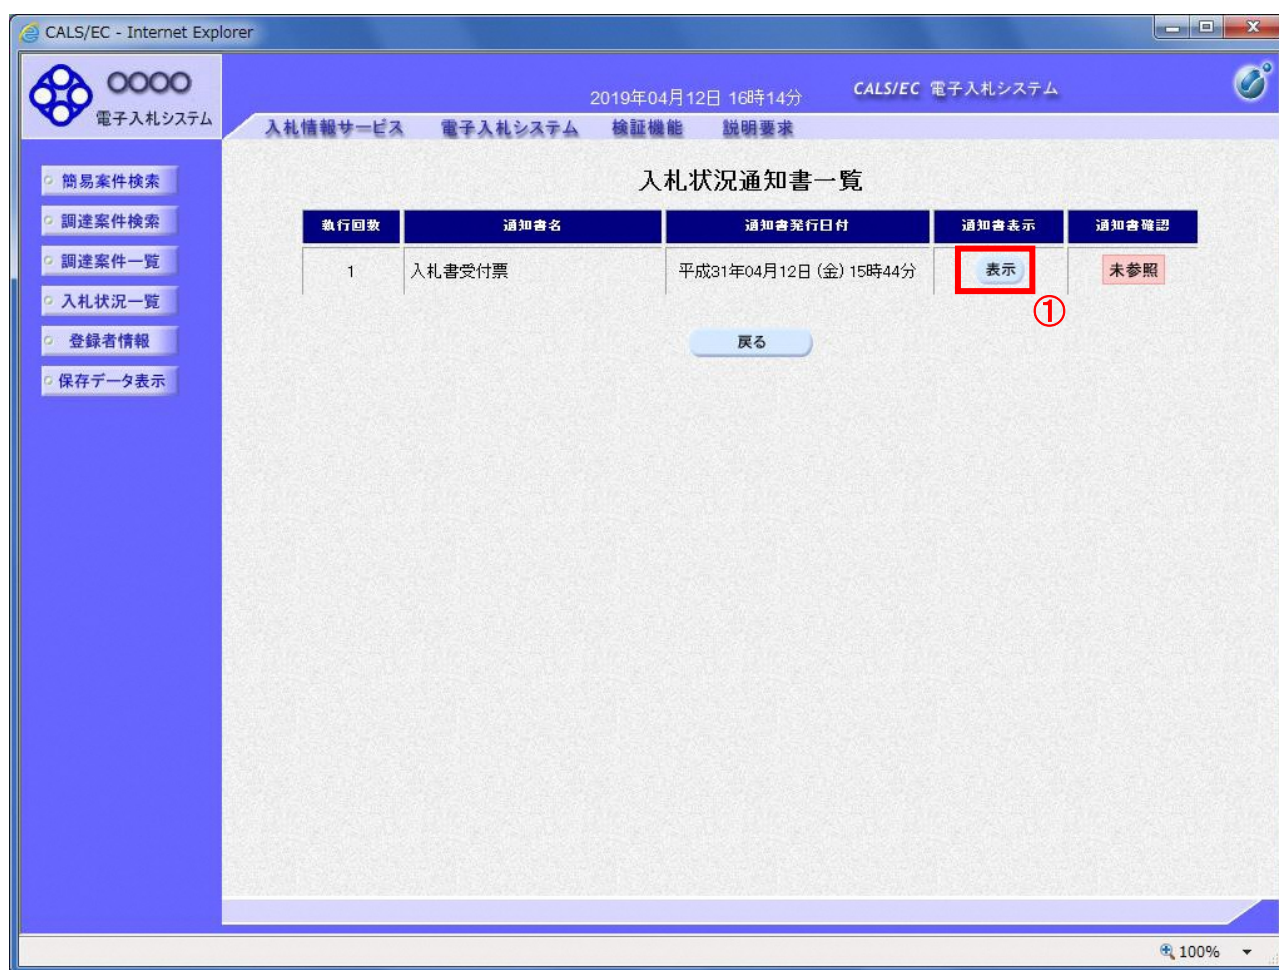 CALS/EC - Internet Explorer
OOOO
電子入札システム
2019年04月12日 16時14分
CALS/EC 電子入札システム
入札情報サービス 電子入札システム 検証機能 説明要求
簡易案件検索
調達案件検索
調達案件一覧
入札状況一覧
登録者情報
保存データ表示
入札状況通知書一覧
執行回数 通知書名 通知書発行日付 通知書表示 通知書確認
1 入札書受付票 平成31年04月12日 (金) 15時44分 表示 未参照
①
戻る
100%